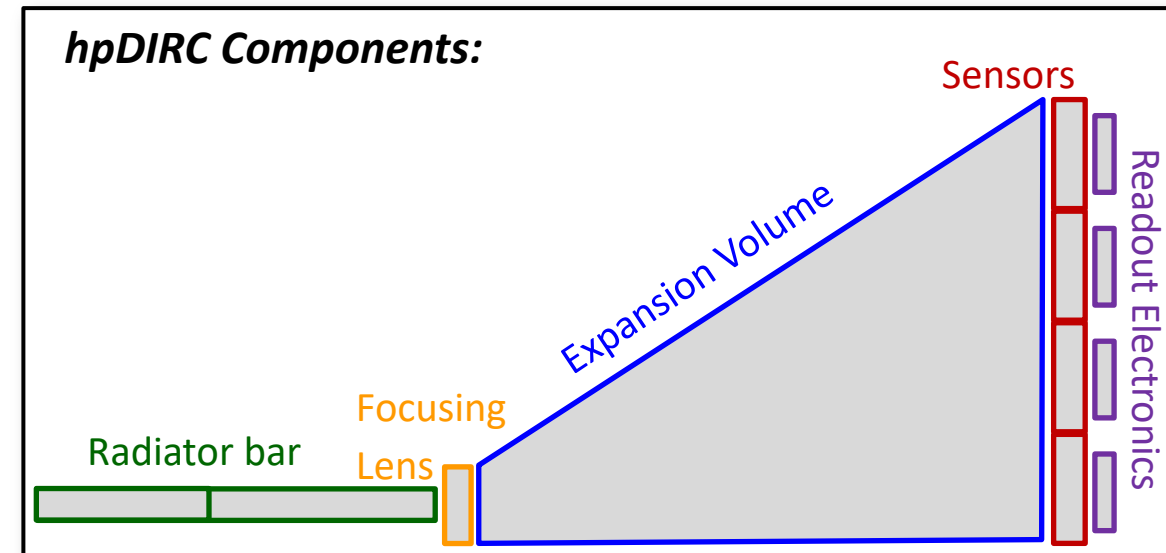 hpDIRC Components:
Sensors
Readout Electronics
Expansion Volume
Focusing
Lens
Radiator bar